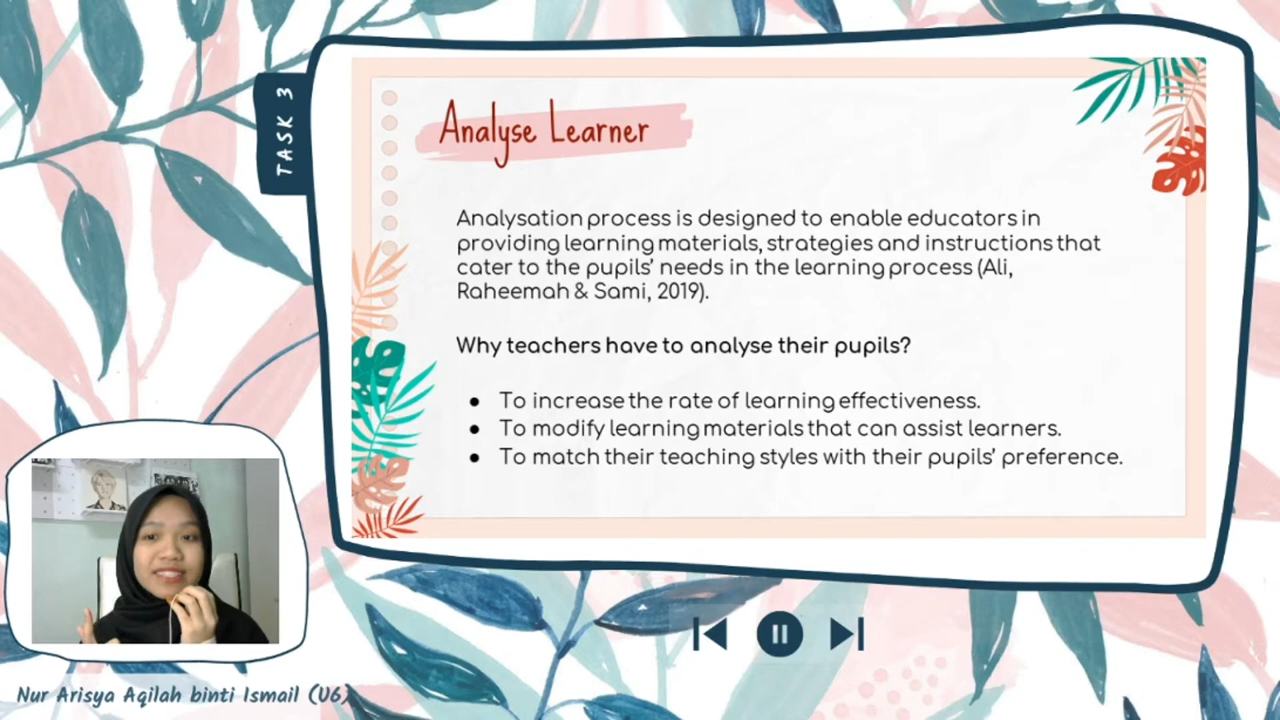 TASK 3
Analyse Learner
Analysation process is designed to enable educators in
providing learning materials, strategies and instructions that
cater to the pupils' needs in the learning process (Ali,
Raheemah & Sami, 2019).
Why teachers have to analyse their pupils?
● To increase the rate of learning effectiveness.
● To modify learning materials that can assist learners.
● To match their teaching styles with their pupils' preference.
Nur Arisya Aqilah binti Ismail (U6)